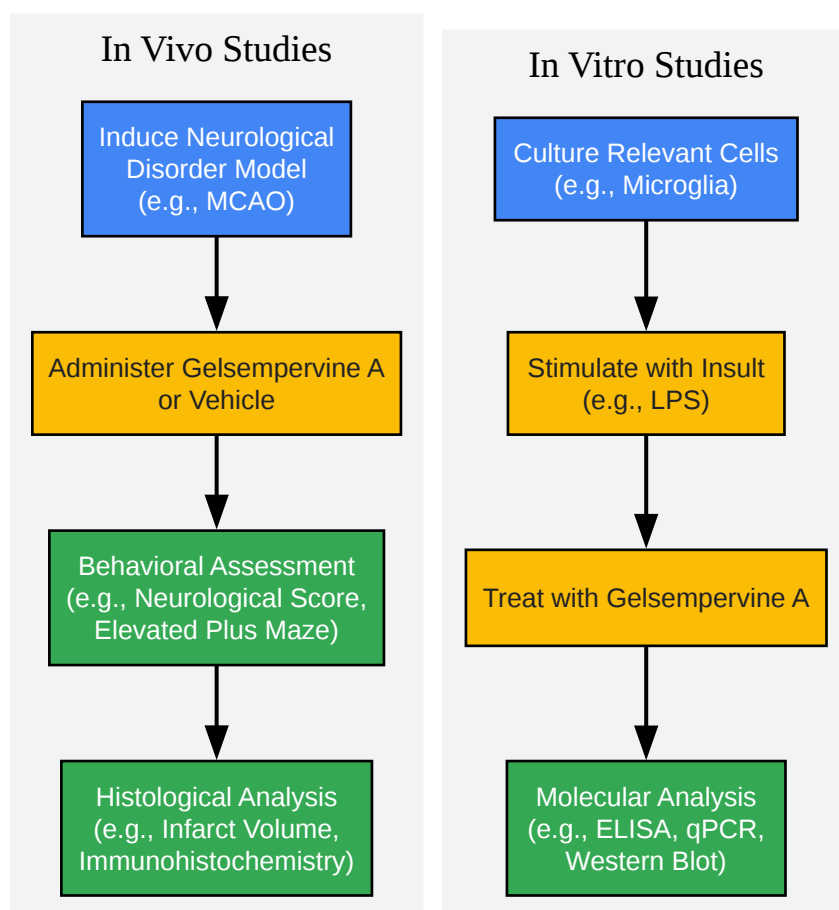 In Vivo Studies
Induce Neurological
Disorder Model
(e.g., MCAO)
Administer Gelsempervine A
or Vehicle
Behavioral Assessment
(e.g., Neurological Score,
Elevated Plus Maze)
Histological Analysis
(e.g., Infarct Volume,
Immunohistochemistry)
In Vitro Studies
Culture Relevant Cells
(e.g., Microglia)
Stimulate with Insult
(e.g., LPS)
Treat with Gelsempervine A
Molecular Analysis
(e.g., ELISA, qPCR,
Western Blot)